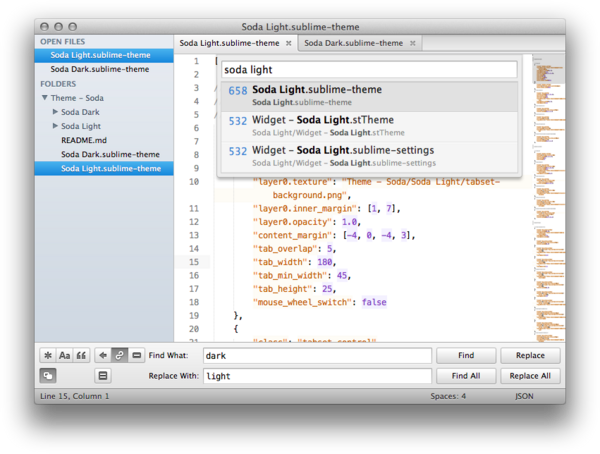 Soda Light.sublime-theme
OPEN FILES
Soda Light.sublime-theme
Soda Dark.sublime-theme
FOLDERS
Theme – Soda
Soda Dark
Soda Light
README.md
Soda Dark.sublime-theme
Soda Light.sublime-theme
Soda Light.sublime-theme Soda Dark.sublime-theme
1 [
2
3 /
4 /
5 /
soda light
658 Soda Light.sublime-theme
Soda Light.sublime-theme
532 Widget – Soda Light.stTheme
Soda Light/Widget – Soda Light.stTheme
532 Widget – Soda Light.sublime-settings
Soda Light/Widget – Soda Light.sublime-settings
10 "layer0.texture": "Theme - Soda/Soda Light/tabset-
background.png",
11 "layer0.inner_margin": [1, 7],
12 "layer0.opacity": 1.0,
13 "content_margin": [-4, 0, -4, 3],
14 "tab_overlap": 5,
15 "tab_width": 180,
16 "tab_min_width": 45,
17 "tab_height": 25,
18 "mouse_wheel_switch": false
19 },
20 {
21 "class": "tabset_control",
Find What: dark Find Replace
Replace With: light Find All Replace All
Line 15, Column 1 Spaces: 4 JSON